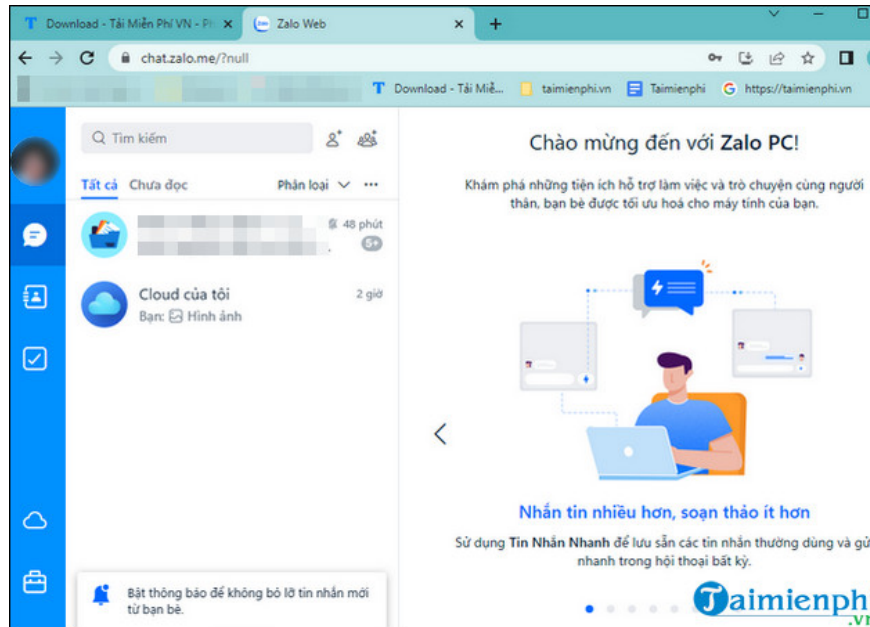 Download - Tải Miễn Phí VN - Ph
Zalo Web
chat.zalo.me/?null
Download - Tải Miễ...
taimienphi.vn
Taimienphi
https://taimienphi.vn
Tìm kiếm
Tất cả
Chưa đọc
Phân loại
48 phút
5+
Cloud của tôi
2 giờ
Bạn: Hình ảnh
Bật thông báo để không bỏ lỡ tin nhắn mới
từ bạn bè.
Chào mừng đến với Zalo PC!
Khám phá những tiện ích hỗ trợ làm việc và trò chuyện cùng người
thân, bạn bè được tối ưu hoá cho máy tính của bạn.
Nhắn tin nhiều hơn, soạn thảo ít hơn
Sử dụng Tin Nhắn Nhanh để lưu sẵn các tin nhắn thường dùng và gử
nhanh trong hội thoại bất kỳ.
Taimienph
.vn